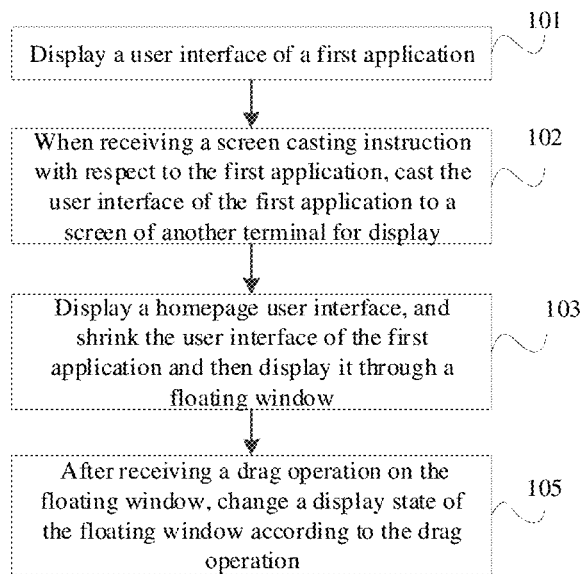 101
Display a user interface of a first application
102
When receiving a screen casting instruction
with respect to the first application, cast the
user interface of the first application to a
screen of another terminal for display
103
Display a homepage user interface, and
shrink the user interface of the first
application and then display it through a
floating window
105
After receiving a drag operation on the
floating window, change a display state of
the floating window according to the drag
operation